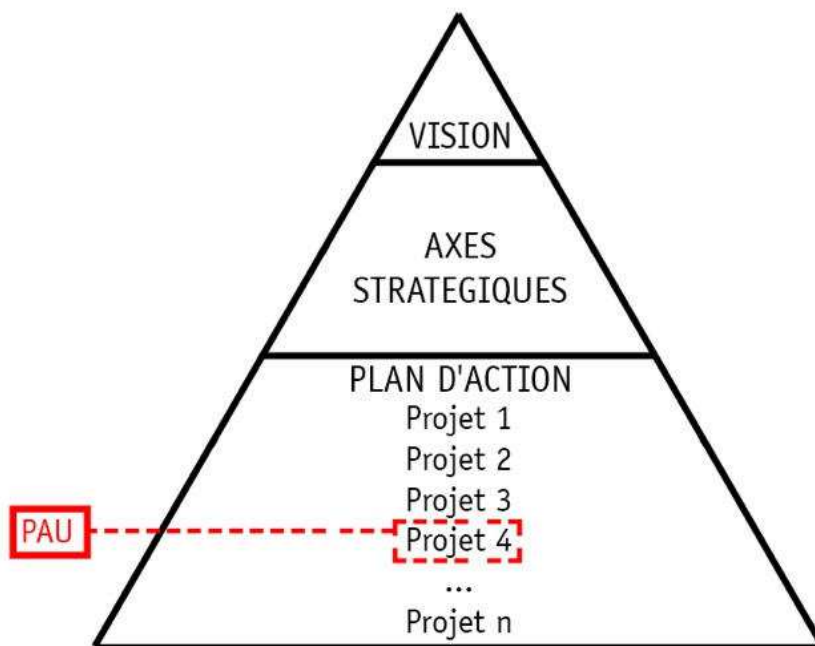 VISION
AXES
STRATEGIQUES
PLAN D'ACTION
Projet 1
Projet 2
Projet 3
PAU
Projet 4
...
Projet n